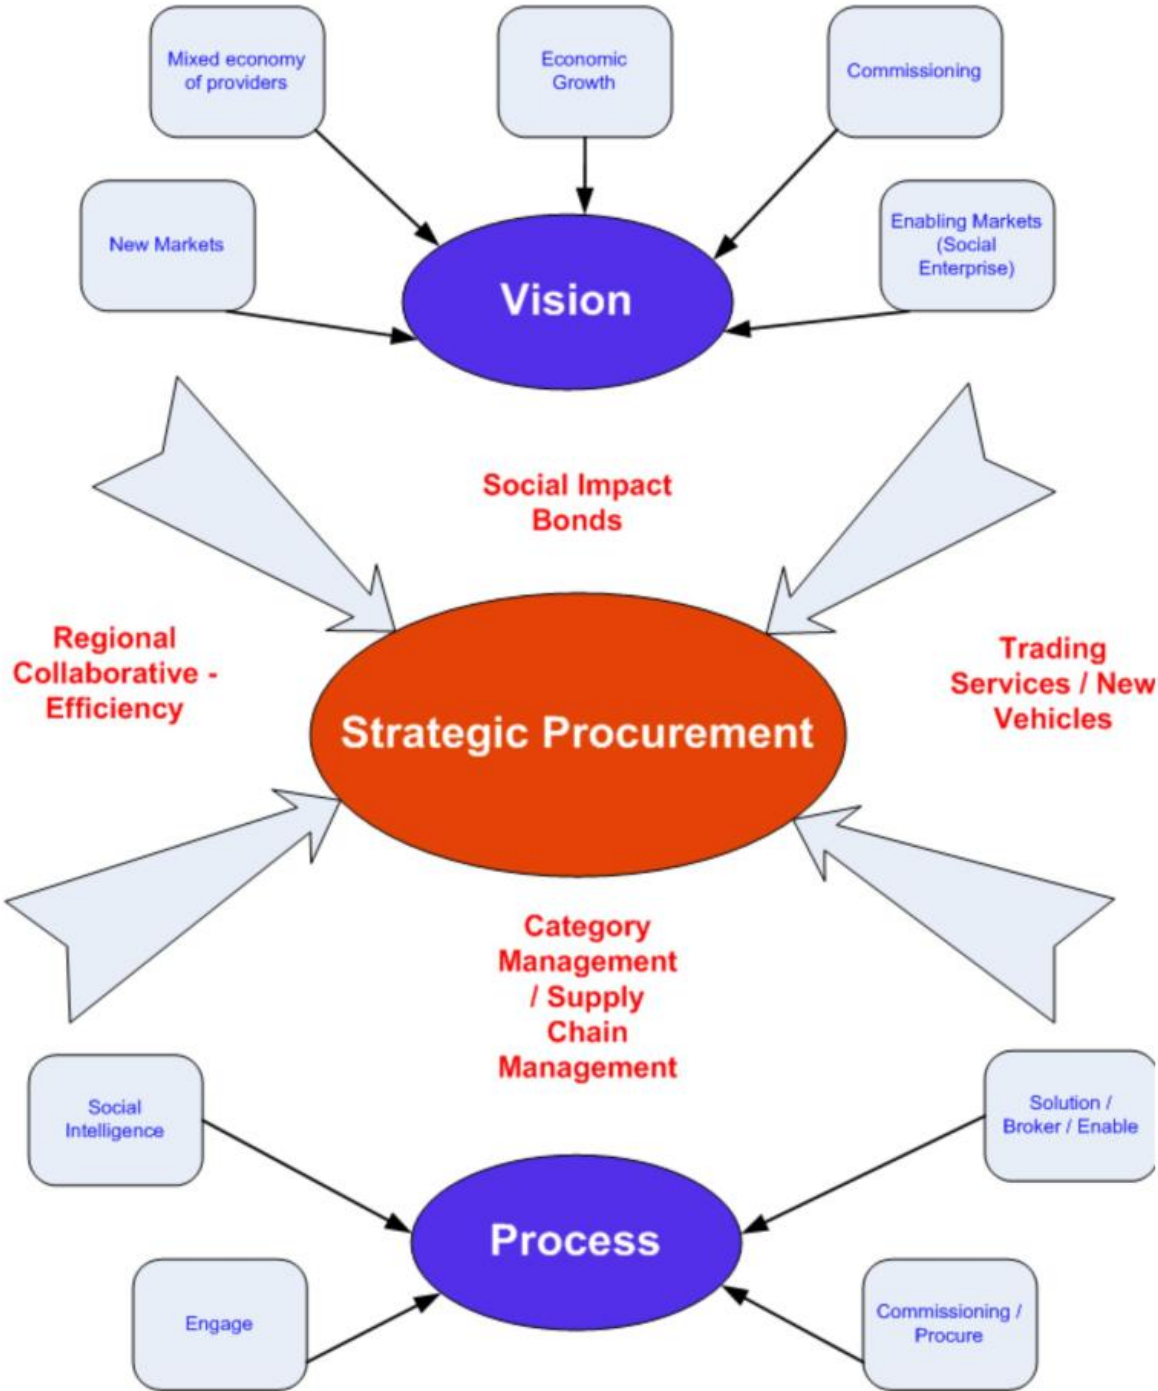 Mixed economy
of providers
Economic
Growth
Commissioning
New Markets
Enabling Markets
(Social
Enterprise)
Vision
Social Impact
Bonds
Regional
Collaborative -
Efficiency
Trading
Services / New
Vehicles
Strategic Procurement
Category
Management
/ Supply
Chain
Management
Social
Intelligence
Solution /
Broker / Enable
Process
Engage
Commissioning /
Procure